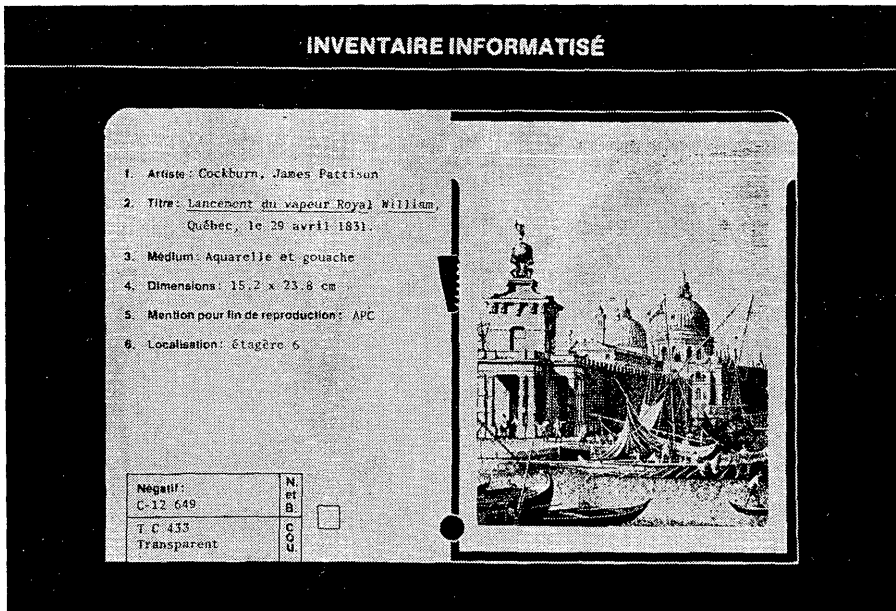 INVENTAIRE INFORMATISÉ
1. Artiste: Cockburn, James Pattison
2. Titre: Lancement du vapeur Royal William,
Québec, le 29 avril 1831.
3. Médium: Aquarelle et gouache
4. Dimensions: 15.2 x 23.8 cm
5. Mention pour fin de reproduction: APC
6. Localisation: étagère 6
Négatif:
C-12 649
N.
et
B.
T C 433
Transparent
C
O
U.